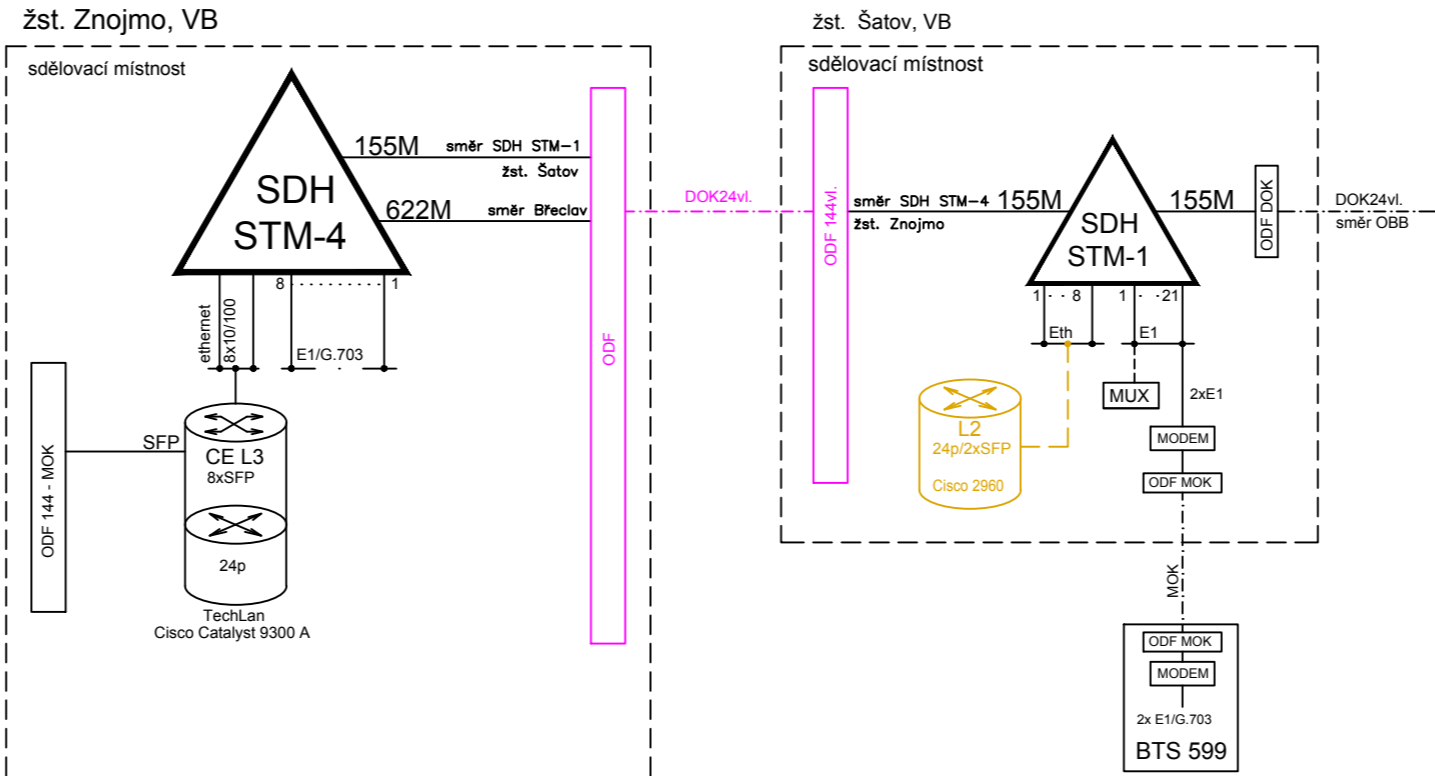 žst. Znojmo, VB
sdělovací místnost
SDH
STM-4
155M
směr SDH STM-1
žst. Šatov
622M
směr Břeclav
8 . . . . . . . . . . 1
ethernet
8x10/100
E1/G.703
ODF
ODF 144 - MOK
SFP
CE L3
8xSFP
24p
TechLan
Cisco Catalyst 9300 A
DOK24vl.
žst. Šatov, VB
sdělovací místnost
ODF 144vl.
směr SDH STM-4
žst. Znojmo
155M
SDH
STM-1
155M
ODF DOK
DOK24vl.
směr OBB
1 · · 8
1 · · 21
Eth
E1
L2
24p/2xSFP
Cisco 2960
MUX
2xE1
MODEM
ODF MOK
MOK
ODF MOK
MODEM
2x E1/G.703
BTS 599